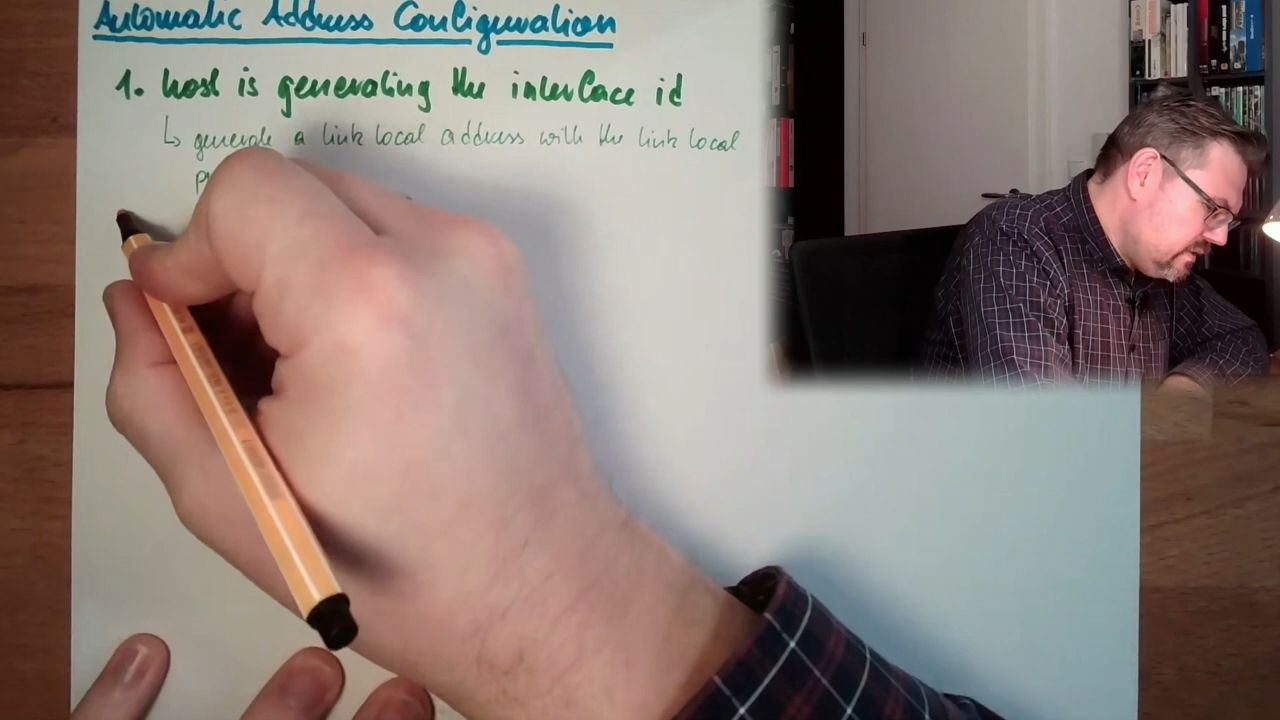 Automatic Address Configuration
1. host is generating the interface id
↳ generate a link local address with the link local